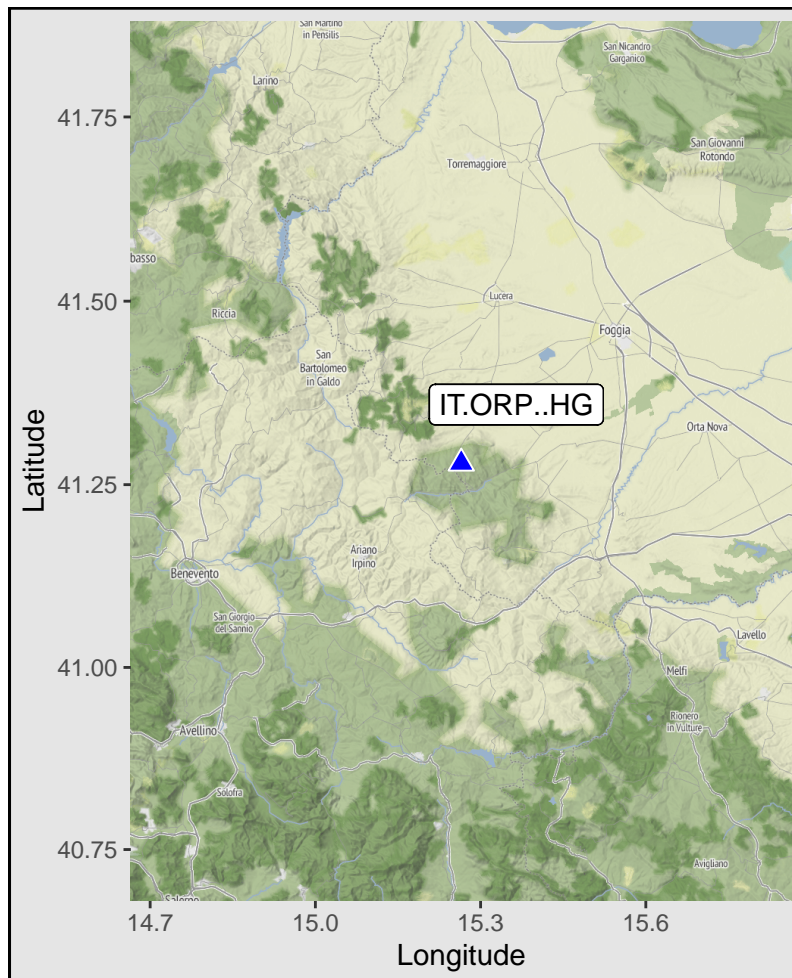 San Martino
in Pensilis
San Nicandro
Garganico
Larino
41.75
San Giovanni
Rotondo
Torremaggiore
basso
41.50
Lucera
Riccia
Foggia
San
Bartolomeo
in Galdo
IT.ORP..HG
Orta Nova
Latitude
41.25
Ariano
Irpino
Benevento
San Giorgio
del Sannio
Lavello
41.00
Melfi
Rionero
in Vulture
Avellino
Solofra
40.75
Avigliano
Salerno
14.7
15.0
15.3
15.6
Longitude